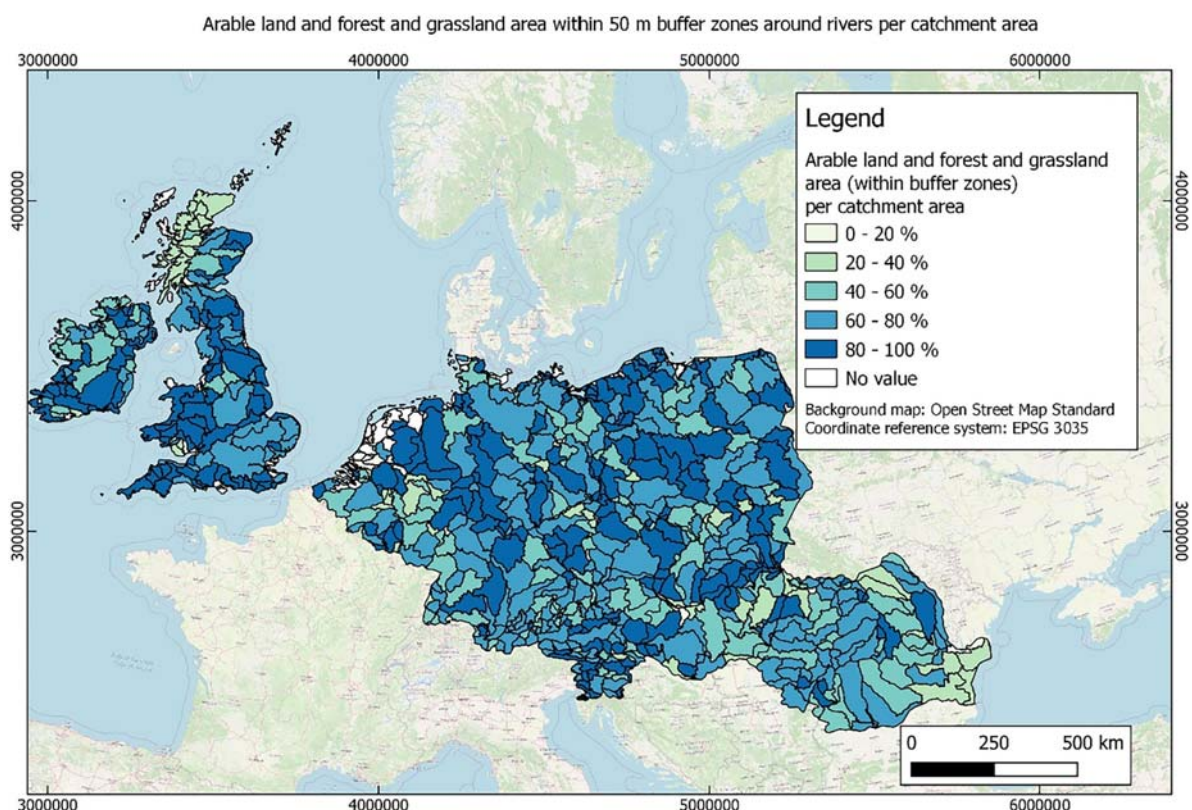 Arable land and forest and grassland area within 50 m buffer zones around rivers per catchment area
3000000 4000000 5000000 6000000
4000000
3000000
4000000
3000000
Legend
Arable land and forest and grassland
area (within buffer zones)
per catchment area
0 - 20 %
20 - 40 %
40 - 60 %
60 - 80 %
80 - 100 %
No value
Background map: Open Street Map Standard
Coordinate reference system: EPSG 3035
0 250 500 km
3000000 4000000 5000000 6000000